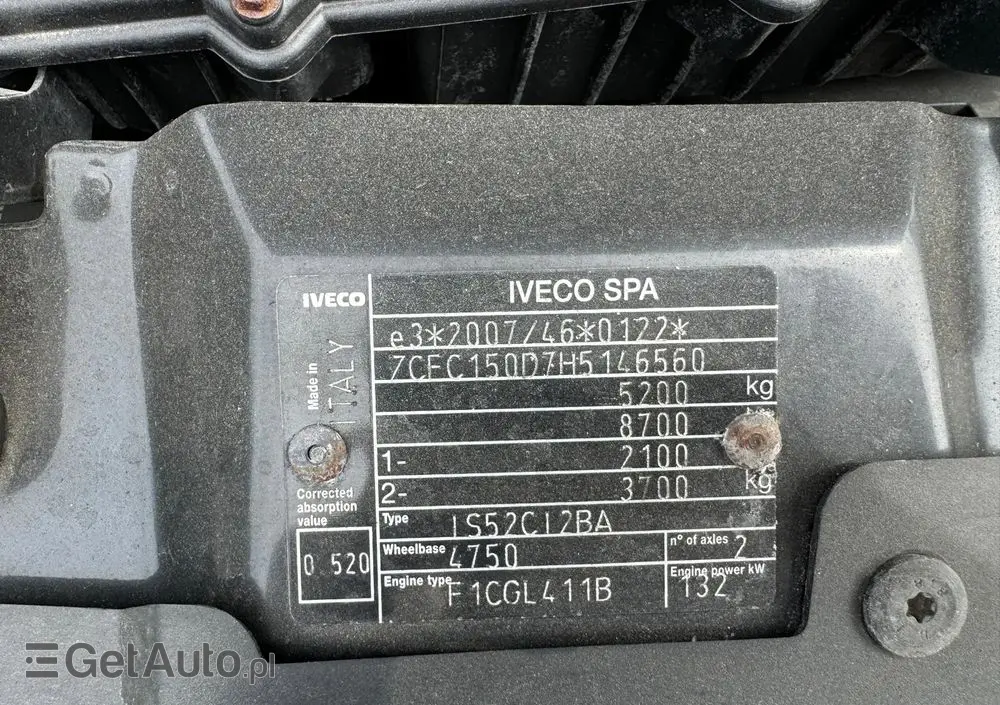 IVECO
IVECO SPA
Made in
ITALY
e3*2007/46*0122*
ZCFC150D7H5146560
5200 kg
8700
1- 2100
2- 3700 kg
Corrected
absorption
value
0.520
Type IS52CI2BA
Wheelbase 4750
n° of axles 2
Engine type F1CGL411B
Engine power kW
132
GetAuto.pl